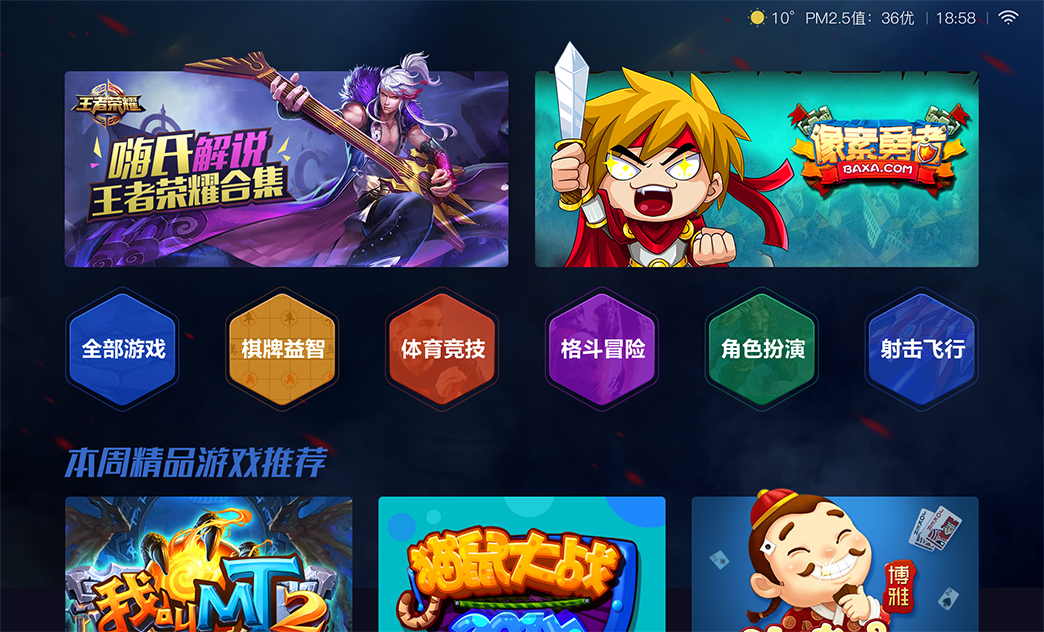 10° PM2.5值：36优 | 18:58
王者荣耀
嗨氏解说
王者荣耀合集
像素勇者
BAXA.COM
全部游戏
棋牌益智
体育竞技
格斗冒险
角色扮演
射击飞行
本周精品游戏推荐
我叫MT2
猫鼠大战
JOKER
博雅